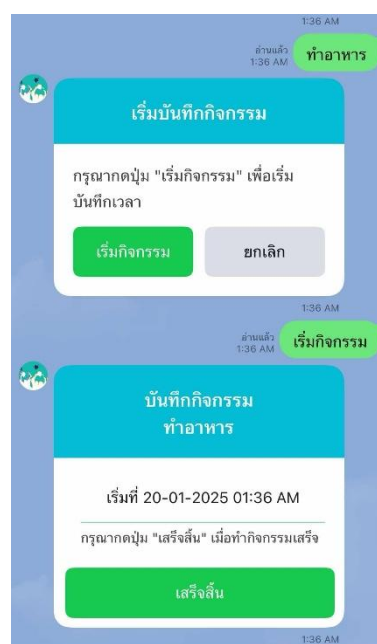 1:36 AM
อ่านแล้ว
1:36 AM
ทำอาหาร
เริ่มบันทึกกิจกรรม
กรุณากดปุ่ม "เริ่มกิจกรรม" เพื่อเริ่ม
บันทึกเวลา
เริ่มกิจกรรม
ยกเลิก
1:36 AM
อ่านแล้ว
1:36 AM
เริ่มกิจกรรม
บันทึกกิจกรรม
ทำอาหาร
เริ่มที่ 20-01-2025 01:36 AM
กรุณากดปุ่ม "เสร็จสิ้น" เมื่อทำกิจกรรมเสร็จ
เสร็จสิ้น
1:36 AM